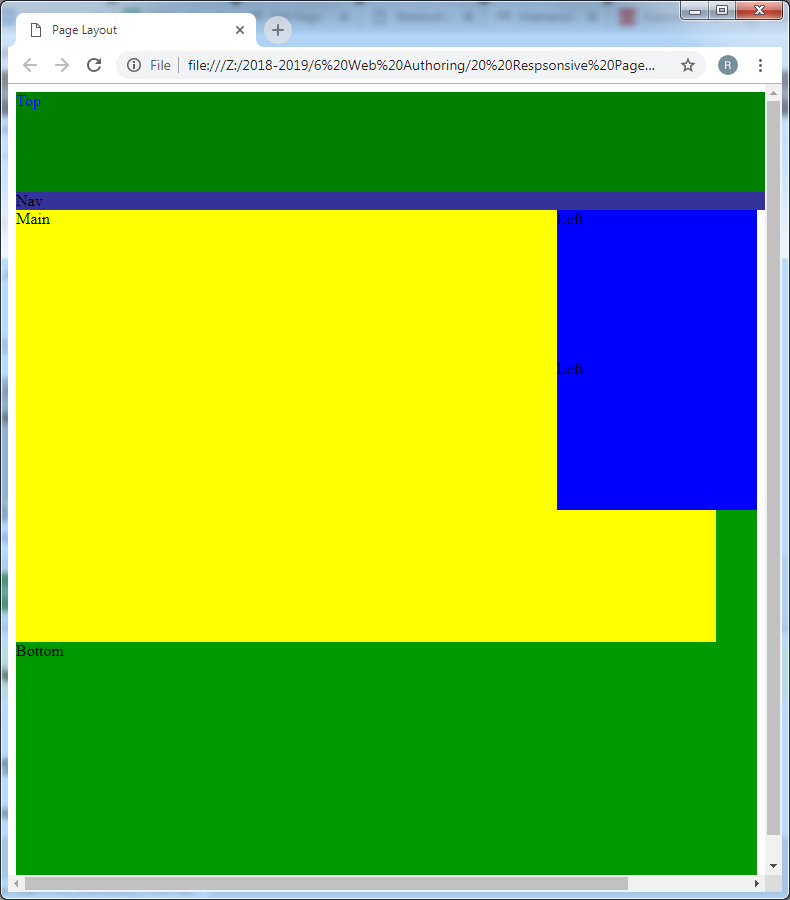 Page Layout
File file:///Z:/2018-2019/6%20Web%20Authoring/20%20Respsonsive%20Page...
R
Top
Nav
Main
Left
Left
Bottom